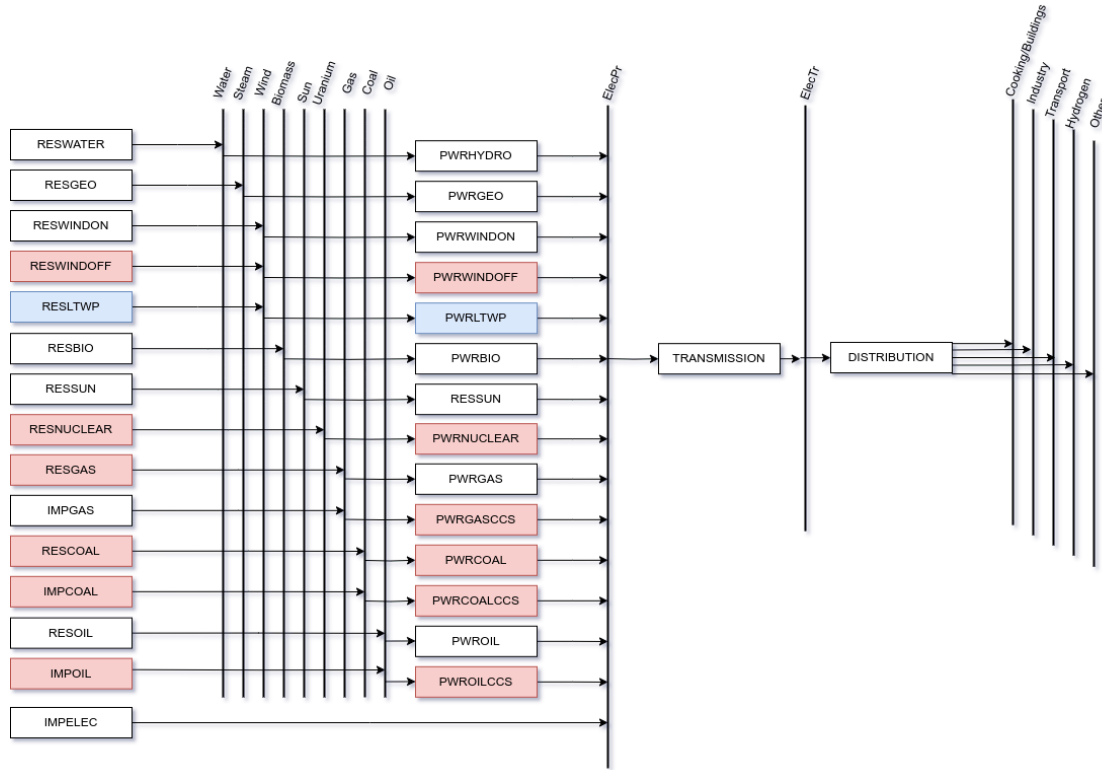 Water
Steam
Wind
Biomass
Sun
Uranium
Gas
Coal
Oil
ElecPr
ElecTr
Cooking/Buildings
Industry
Transport
Hydrogen
Other
RESWATER
PWRHYDRO
RESGEO
PWRGEO
RESWINDON
PWRWINDON
RESWINDOFF
PWRWINDOFF
RESLTWP
PWRLTWP
RESBIO
PWRBIO
TRANSMISSION
DISTRIBUTION
RESSUN
RESSUN
RESNUCLEAR
PWRNUCLEAR
RESGAS
PWRGAS
IMPGAS
PWRGASCCS
RESCOAL
PWRCOAL
IMPCOAL
PWRCOALCCS
RESOIL
PWROIL
IMPOIL
PWROILCCS
IMPELEC